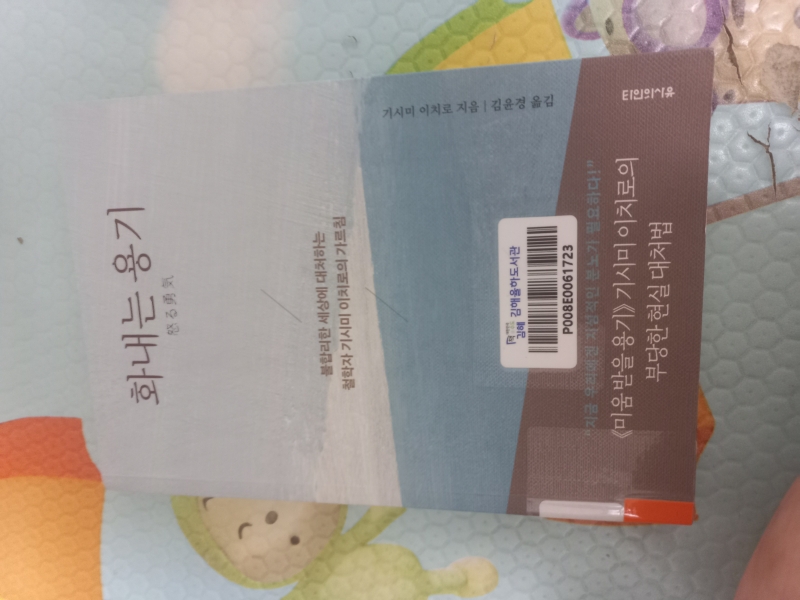 화내는 용기
怒る勇気
불합리한 세상에 대처하는
철학자 기시미 이치로의 가르침
기시미 이치로 지음 | 김윤경 옮김
김해 김해율하도서관
P008E0061723
“지금 우리에겐 지성적인 분노가 필요하다!”
《미움받을 용기》 기시미 이치로의
부당한 현실 대처법
타인의사유